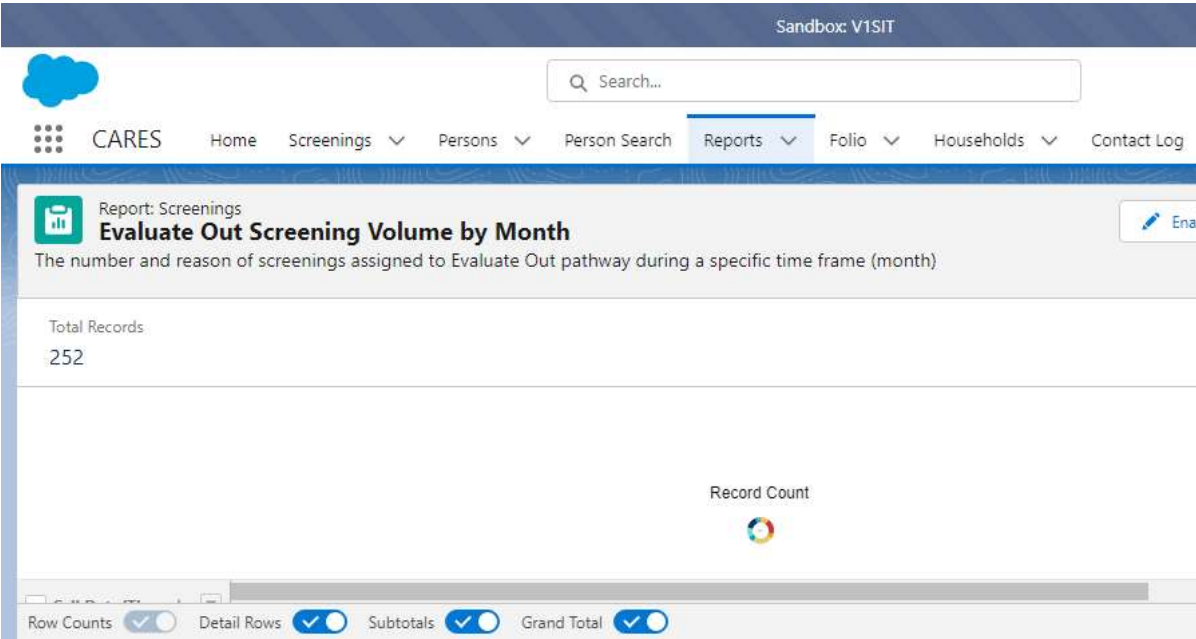 Sandbox: V1SIT
Search...
CARES Home Screenings Persons Person Search Reports Folio Households Contact Log
Report: Screenings
Evaluate Out Screening Volume by Month
Ena
The number and reason of screenings assigned to Evaluate Out pathway during a specific time frame (month)
Total Records
252
Record Count
Row Counts Detail Rows Subtotals Grand Total